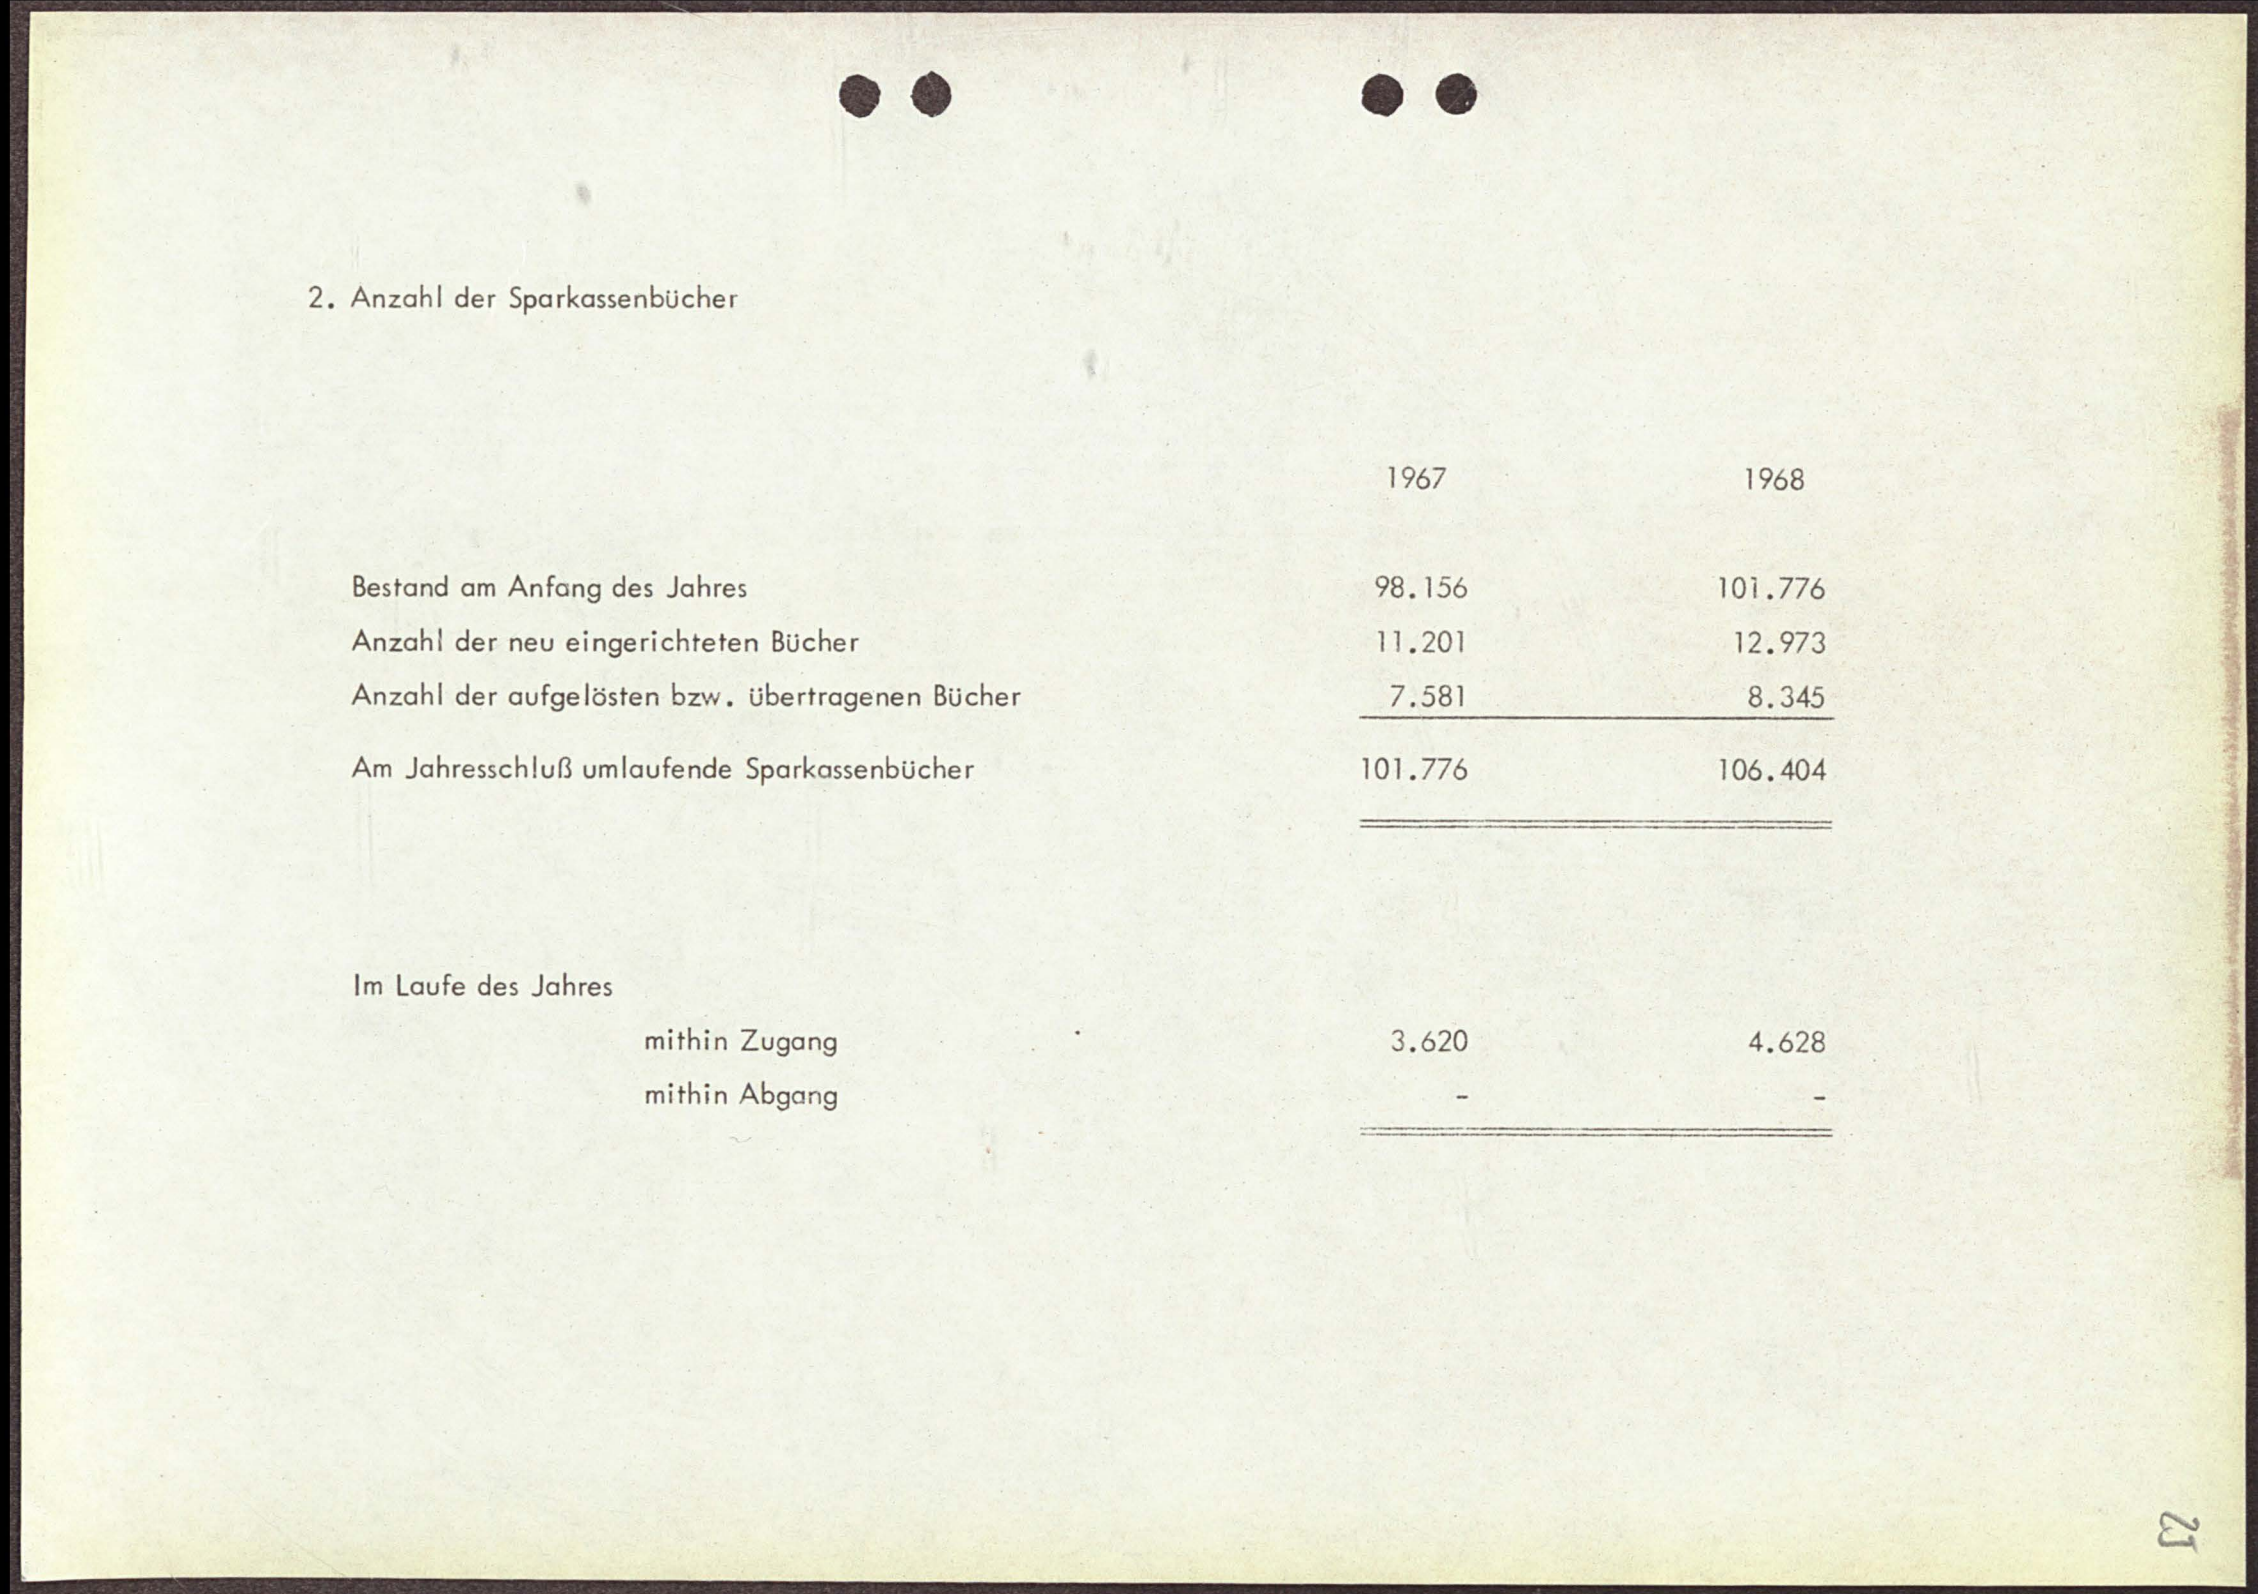 2. Anzahl der Sparkassenbücher
1967 1968
Bestand am Anfang des Jahres 98.156 101.776
Anzahl der neu eingerichteten Bücher 11.201 12.973
Anzahl der aufgelösten bzw. übertragenen Bücher 7.581 8.345
Am Jahresschluß umlaufende Sparkassenbücher 101.776 106.404
Im Laufe des Jahres
mithin Zugang 3.620 4.628
mithin Abgang - -